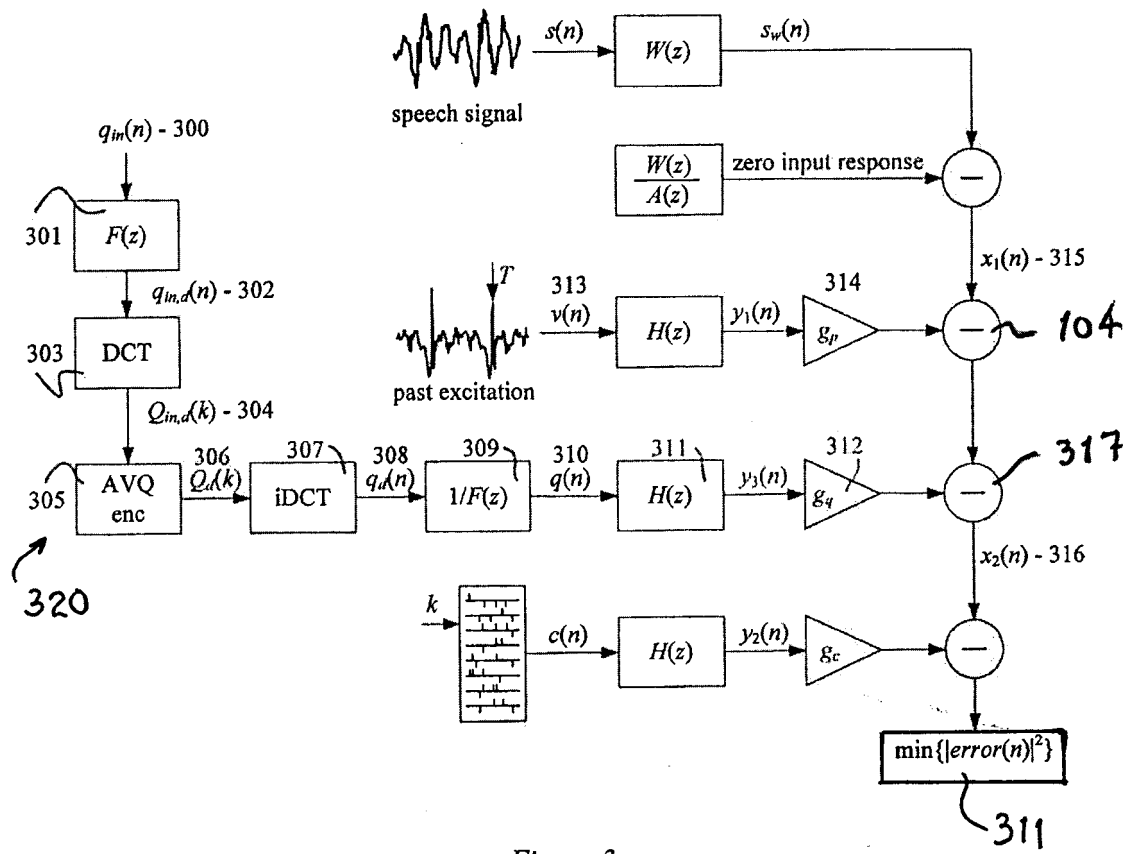 s(n)
W(z)
s_w(n)
speech signal
q_in(n) - 300
W(z)
A(z)
zero input response
−
301
F(z)
x_1(n) - 315
q_in,d(n) - 302
T
313
v(n)
H(z)
y_1(n)
314
g_p
−
104
303
DCT
past excitation
Q_in,d(k) - 304
305
AVQ
enc
306
Q_d(k)
307
iDCT
308
q_d(n)
309
1/F(z)
310
q(n)
311
H(z)
y_3(n)
312
g_q
−
317
320
x_2(n) - 316
k
c(n)
H(z)
y_2(n)
g_c
−
min{|error(n)|²}
311